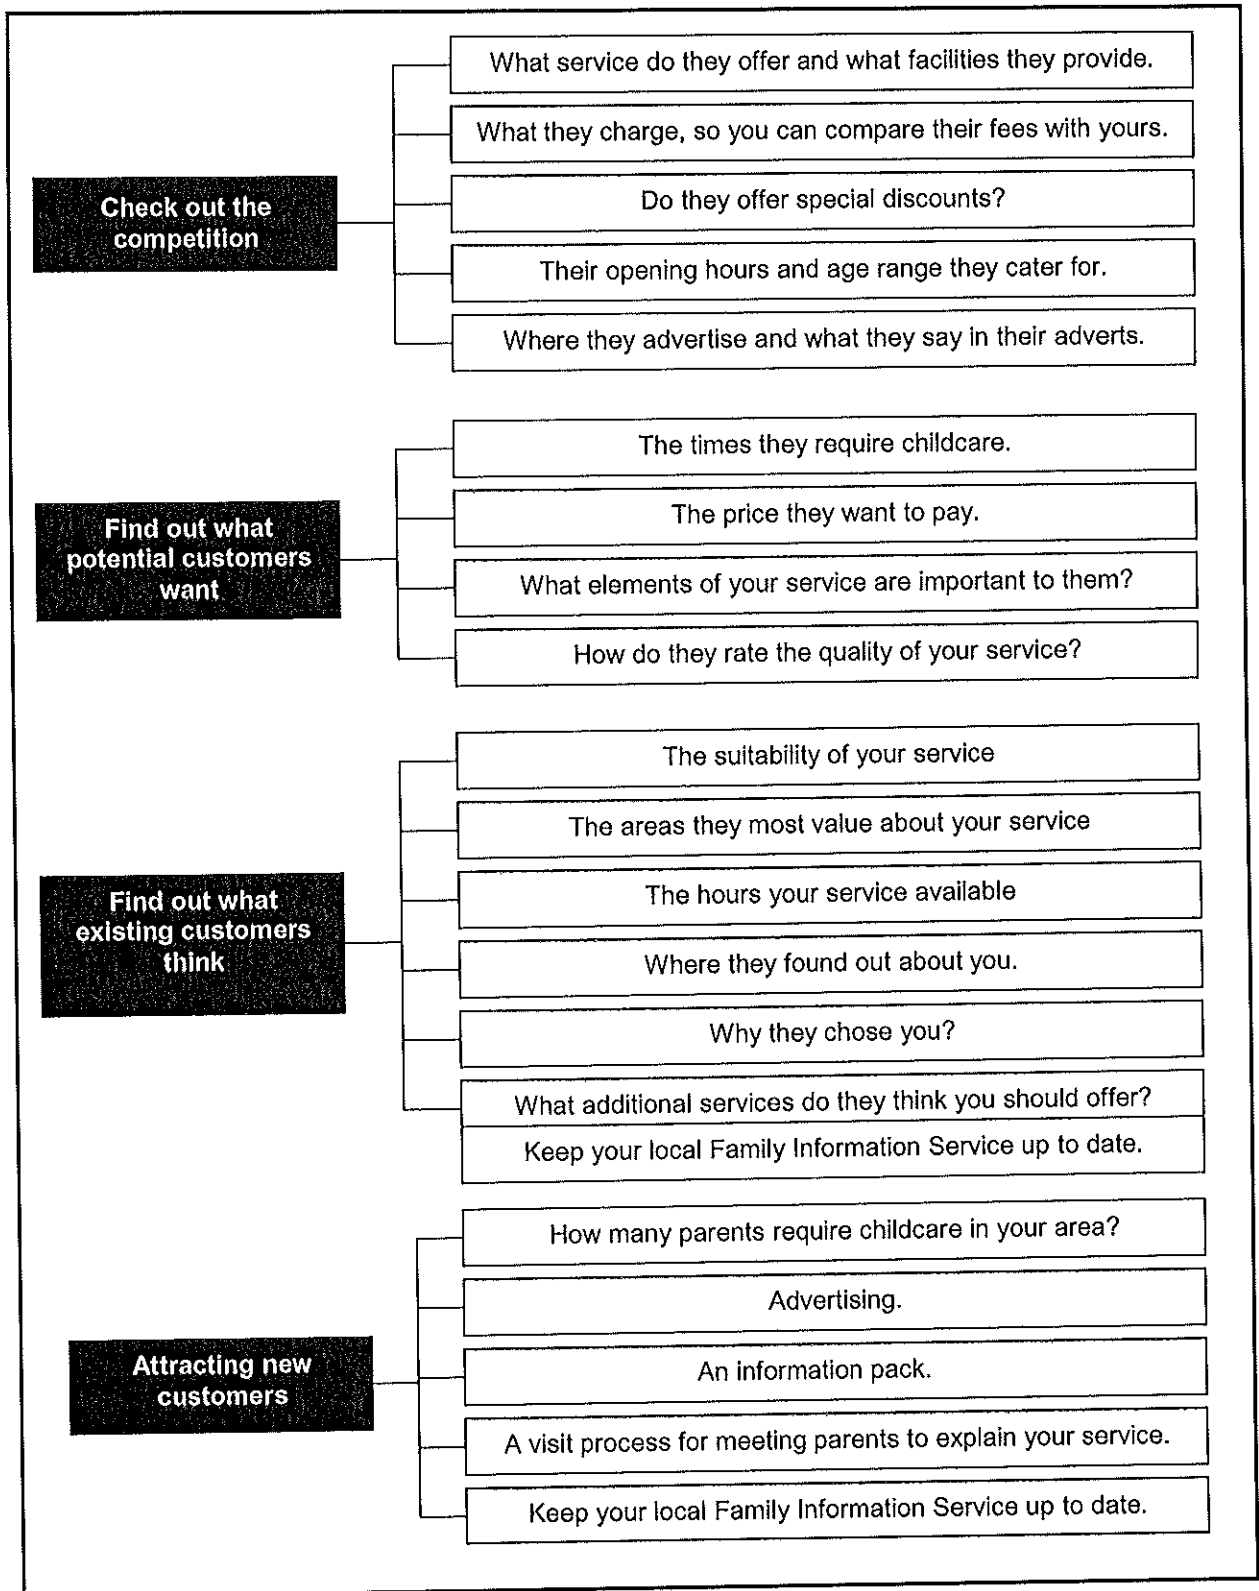 What service do they offer and what facilities they provide.
What they charge, so you can compare their fees with yours.
Check out the
competition
Do they offer special discounts?
Their opening hours and age range they cater for.
Where they advertise and what they say in their adverts.
The times they require childcare.
Find out what
potential customers
want
The price they want to pay.
What elements of your service are important to them?
How do they rate the quality of your service?
The suitability of your service
The areas they most value about your service
Find out what
existing customers
think
The hours your service available
Where they found out about you.
Why they chose you?
What additional services do they think you should offer?
Keep your local Family Information Service up to date.
How many parents require childcare in your area?
Advertising.
Attracting new
customers
An information pack.
A visit process for meeting parents to explain your service.
Keep your local Family Information Service up to date.